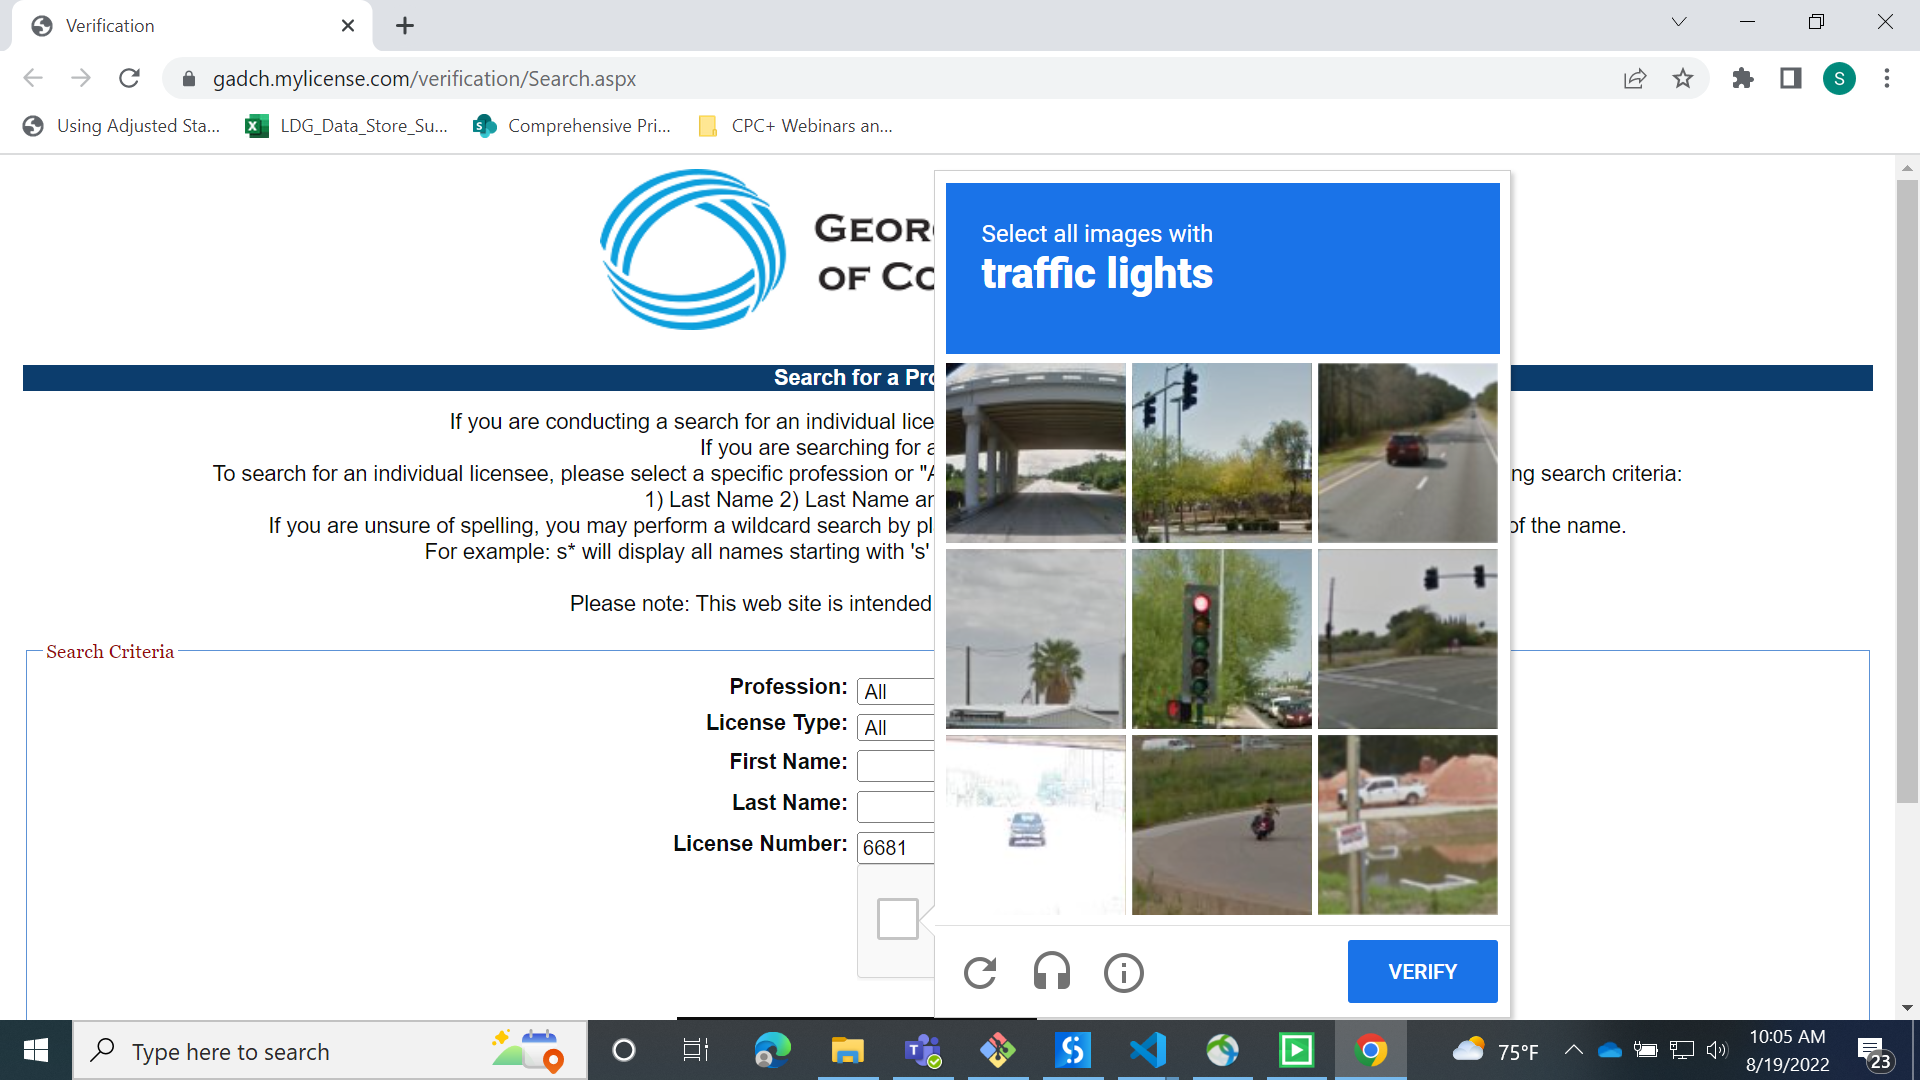 Verification
gadch.mylicense.com/verification/Search.aspx
S
Using Adjusted Sta...
LDG_Data_Store_Su...
Comprehensive Pri...
CPC+ Webinars an...
GEOR
OF CO
Select all images with
traffic lights
Search for a Pro
If you are conducting a search for an individual lice
If you are searching for a
To search for an individual licensee, please select a specific profession or "A
ng search criteria:
1) Last Name 2) Last Name an
If you are unsure of spelling, you may perform a wildcard search by pl
of the name.
For example: s* will display all names starting with 's'
Please note: This web site is intended
Search Criteria
Profession: All
License Type: All
First Name:
Last Name:
License Number: 6681
VERIFY
Type here to search
75°F
10:05 AM
8/19/2022
23